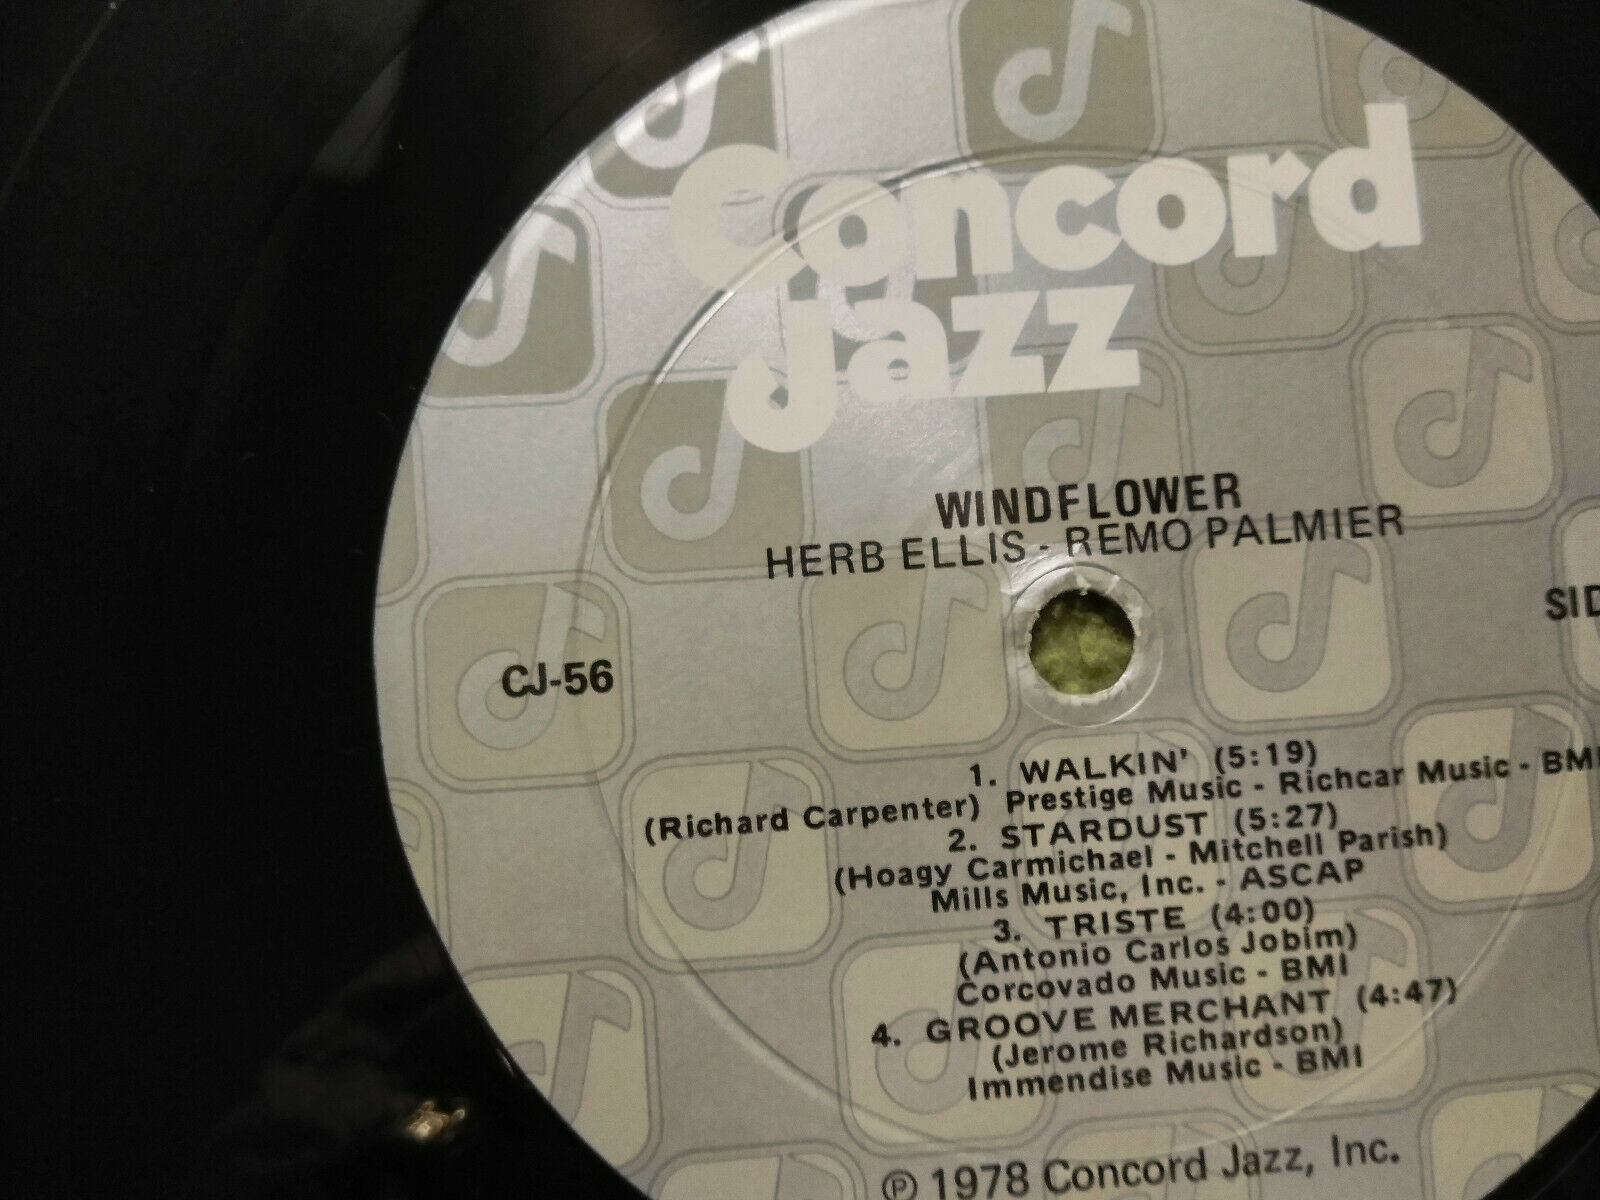 Concord
Jazz
WINDFLOWER
HERB ELLIS - REMO PALMIER
SID
CJ-56
1. WALKIN' (5:19)
(Richard Carpenter) Prestige Music - Richcar Music - BMI
2. STARDUST (5:27)
(Hoagy Carmichael - Mitchell Parish)
Mills Music, Inc. - ASCAP
3. TRISTE (4:00)
(Antonio Carlos Jobim)
Corcovado Music - BMI
4. GROOVE MERCHANT (4:47)
(Jerome Richardson)
Immendise Music - BMI
℗ 1978 Concord Jazz, Inc.